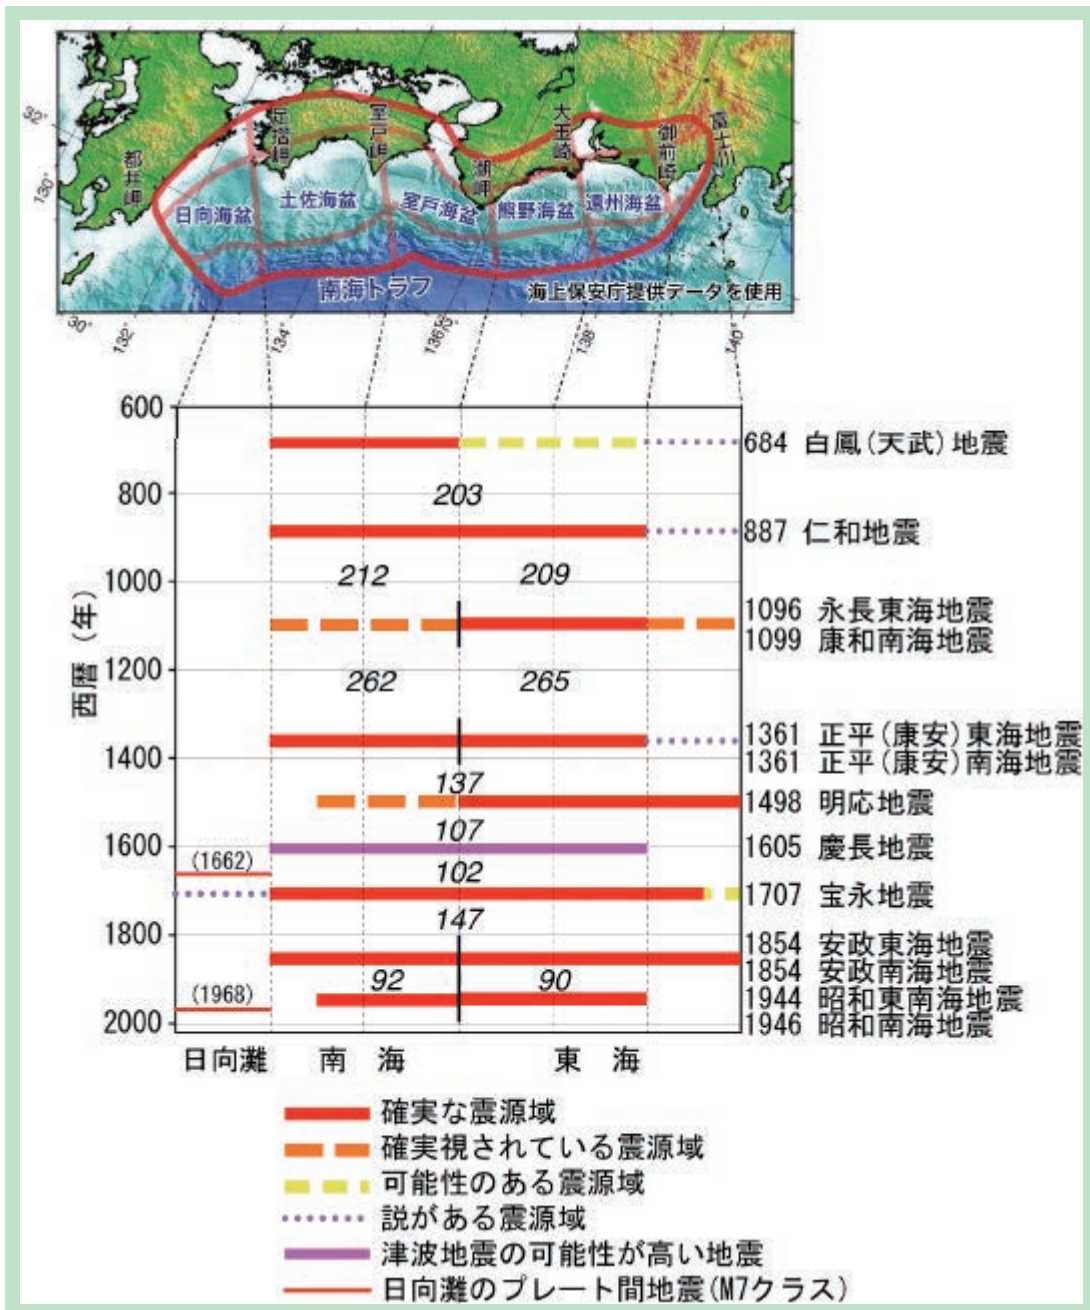 都井岬
足摺岬
室戸岬
潮岬
大王崎
御前崎
富士川
日向海盆
土佐海盆
室戸海盆
熊野海盆
遠州海盆
南海トラフ
海上保安庁提供データを使用
32°
130°
30°
132°
134°
136°
138°
140°
西暦(年)
600
800
1000
1200
1400
1600
1800
2000
203
212 209
262 265
137
107
102
147
92 90
(1662)
(1968)
684 白鳳(天武)地震
887 仁和地震
1096 永長東海地震
1099 康和南海地震
1361 正平(康安)東海地震
1361 正平(康安)南海地震
1498 明応地震
1605 慶長地震
1707 宝永地震
1854 安政東海地震
1854 安政南海地震
1944 昭和東南海地震
1946 昭和南海地震
日向灘 南 海 東 海
確実な震源域
確実視されている震源域
可能性のある震源域
説がある震源域
津波地震の可能性が高い地震
日向灘のプレート間地震(M7クラス)